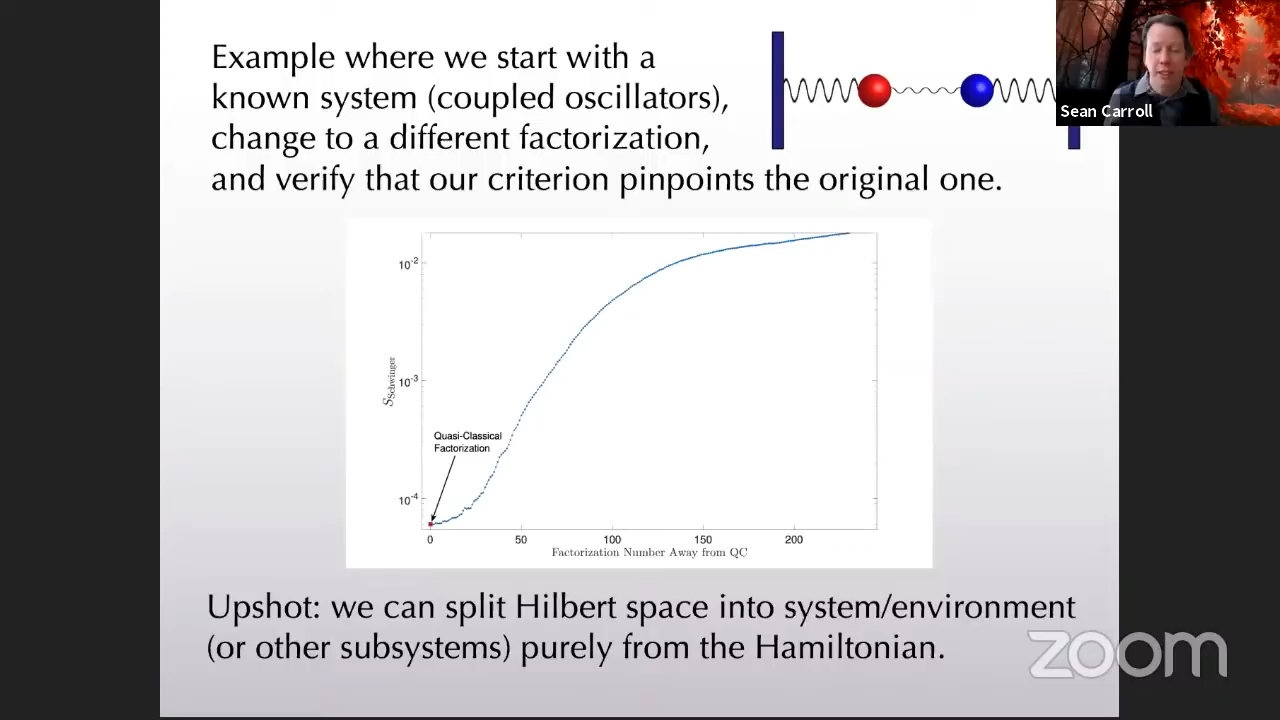 Example where we start with a
known system (coupled oscillators),
change to a different factorization,
and verify that our criterion pinpoints the original one.
Sean Carroll
10^-2
10^-3
10^-4
S_Schwinger
Quasi-Classical
Factorization
0 50 100 150 200
Factorization Number Away from QC
Upshot: we can split Hilbert space into system/environment
(or other subsystems) purely from the Hamiltonian.
zoom